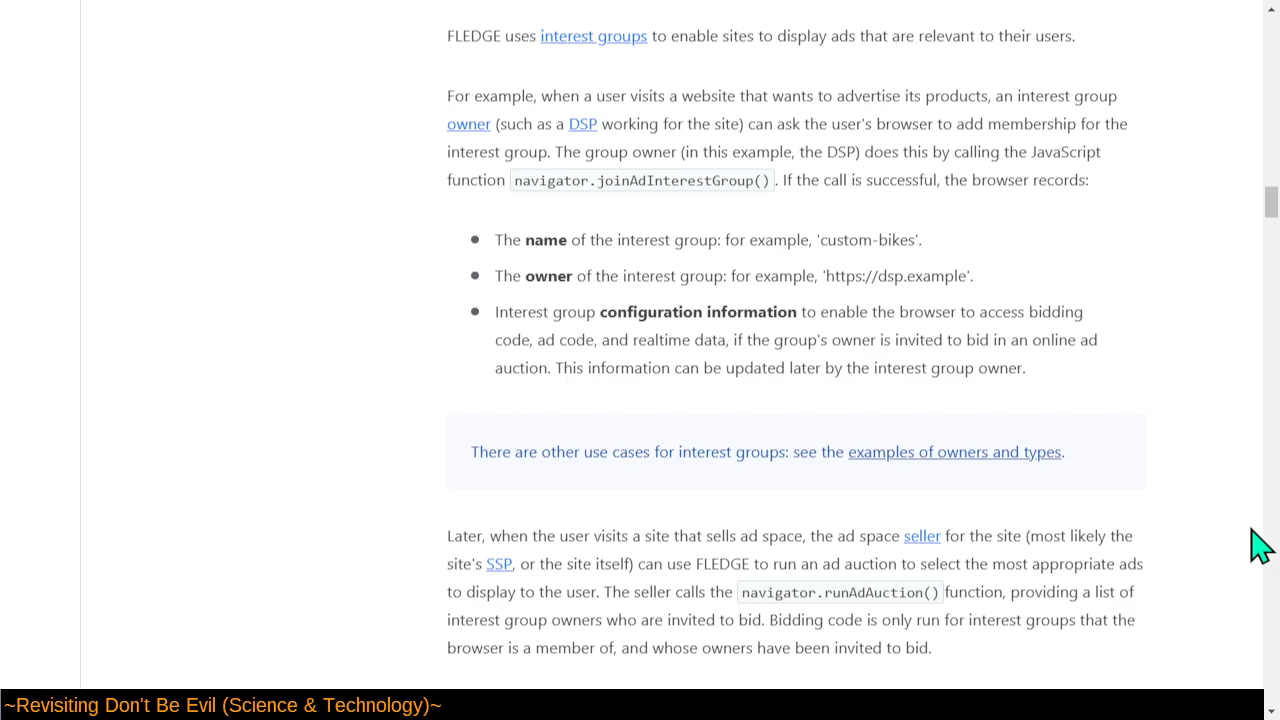 FLEDGE uses interest groups to enable sites to display ads that are relevant to their users.
For example, when a user visits a website that wants to advertise its products, an interest group
owner (such as a DSP working for the site) can ask the user's browser to add membership for the
interest group. The group owner (in this example, the DSP) does this by calling the JavaScript
function navigator.joinAdInterestGroup(). If the call is successful, the browser records:
● The name of the interest group: for example, 'custom-bikes'.
● The owner of the interest group: for example, 'https://dsp.example'.
● Interest group configuration information to enable the browser to access bidding
code, ad code, and realtime data, if the group's owner is invited to bid in an online ad
auction. This information can be updated later by the interest group owner.
There are other use cases for interest groups: see the examples of owners and types.
Later, when the user visits a site that sells ad space, the ad space seller for the site (most likely the
site's SSP, or the site itself) can use FLEDGE to run an ad auction to select the most appropriate ads
to display to the user. The seller calls the navigator.runAdAuction() function, providing a list of
interest group owners who are invited to bid. Bidding code is only run for interest groups that the
browser is a member of, and whose owners have been invited to bid.
~Revisiting Don't Be Evil (Science & Technology)~